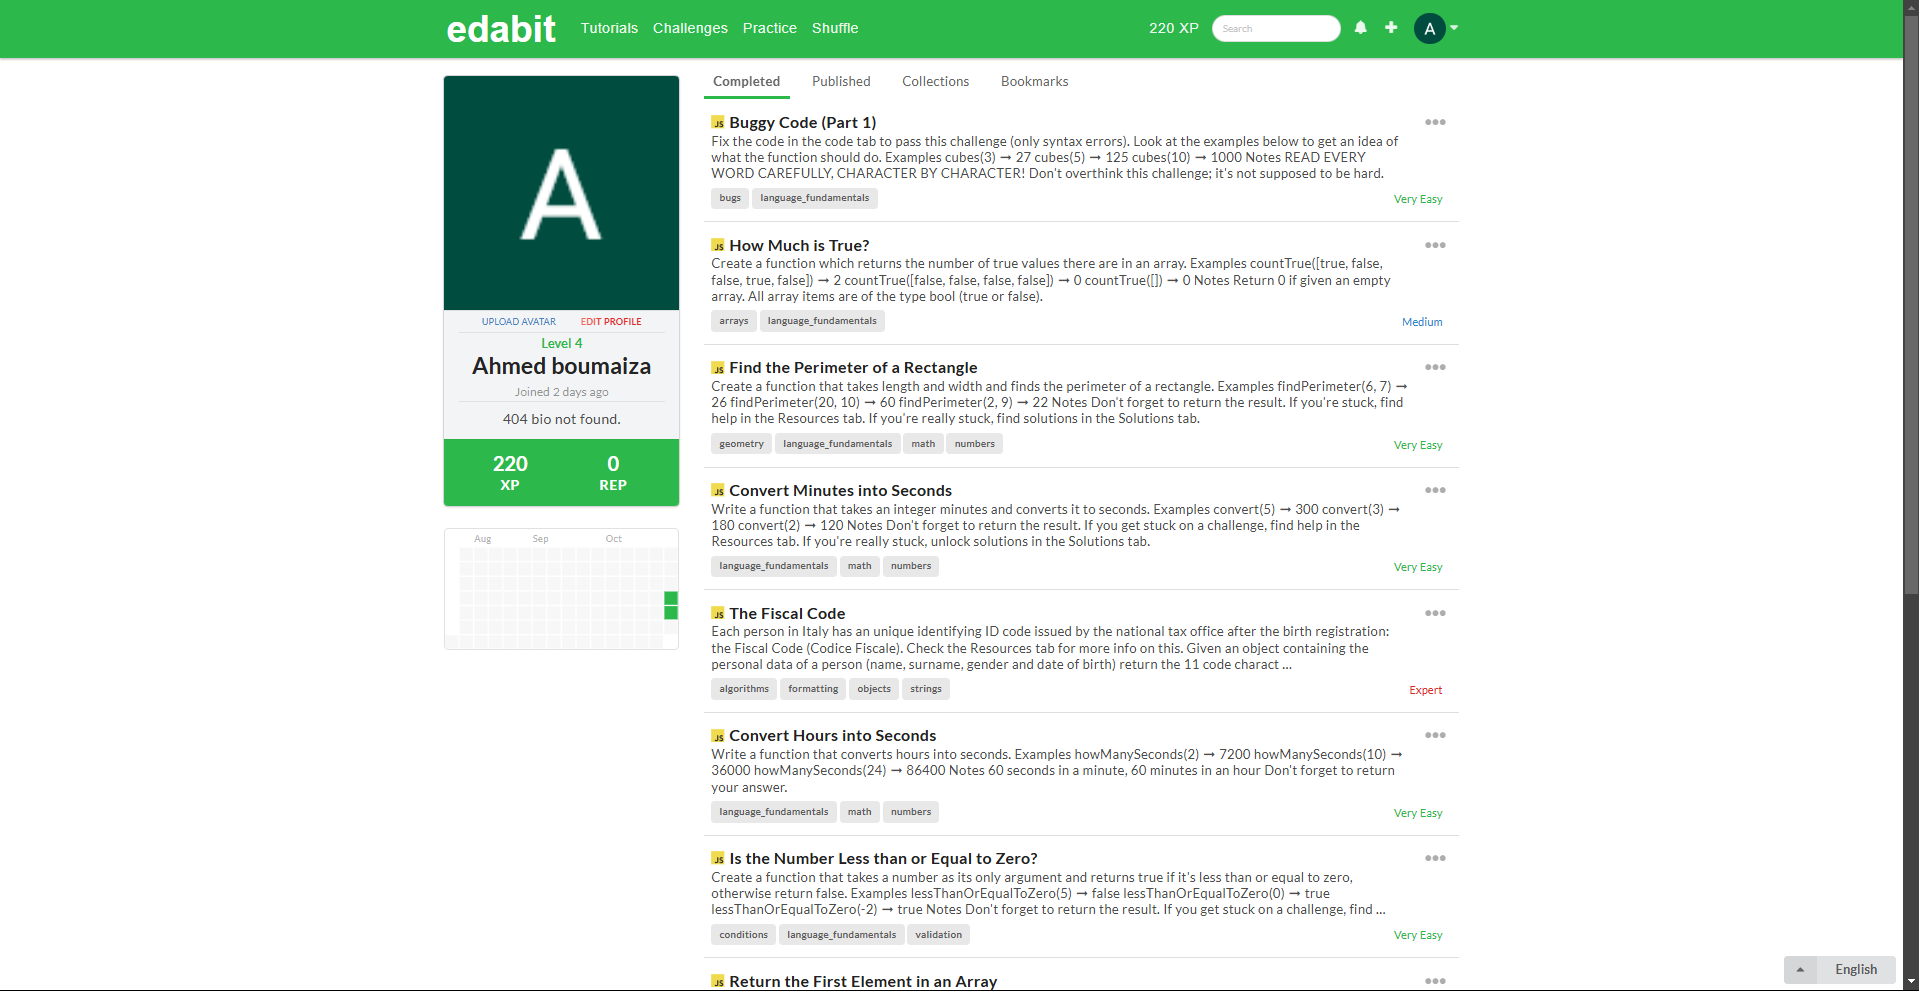 edabit Tutorials Challenges Practice Shuffle 220 XP Search A
A
UPLOAD AVATAR EDIT PROFILE
Level 4
Ahmed boumaiza
Joined 2 days ago
404 bio not found.
220 0
XP REP
Aug Sep Oct
Completed Published Collections Bookmarks
JS Buggy Code (Part 1)
Fix the code in the code tab to pass this challenge (only syntax errors). Look at the examples below to get an idea of
what the function should do. Examples cubes(3) → 27 cubes(5) → 125 cubes(10) → 1000 Notes READ EVERY
WORD CAREFULLY, CHARACTER BY CHARACTER! Don't overthink this challenge; it's not supposed to be hard.
bugs language_fundamentals Very Easy
JS How Much is True?
Create a function which returns the number of true values there are in an array. Examples countTrue([true, false,
false, true, false]) → 2 countTrue([false, false, false, false]) → 0 countTrue([]) → 0 Notes Return 0 if given an empty
array. All array items are of the type bool (true or false).
arrays language_fundamentals Medium
JS Find the Perimeter of a Rectangle
Create a function that takes length and width and finds the perimeter of a rectangle. Examples findPerimeter(6, 7) →
26 findPerimeter(20, 10) → 60 findPerimeter(2, 9) → 22 Notes Don't forget to return the result. If you're stuck, find
help in the Resources tab. If you're really stuck, find solutions in the Solutions tab.
geometry language_fundamentals math numbers Very Easy
JS Convert Minutes into Seconds
Write a function that takes an integer minutes and converts it to seconds. Examples convert(5) → 300 convert(3) →
180 convert(2) → 120 Notes Don't forget to return the result. If you get stuck on a challenge, find help in the
Resources tab. If you're really stuck, unlock solutions in the Solutions tab.
language_fundamentals math numbers Very Easy
JS The Fiscal Code
Each person in Italy has an unique identifying ID code issued by the national tax office after the birth registration:
the Fiscal Code (Codice Fiscale). Check the Resources tab for more info on this. Given an object containing the
personal data of a person (name, surname, gender and date of birth) return the 11 code charact ...
algorithms formatting objects strings Expert
JS Convert Hours into Seconds
Write a function that converts hours into seconds. Examples howManySeconds(2) → 7200 howManySeconds(10) →
36000 howManySeconds(24) → 86400 Notes 60 seconds in a minute, 60 minutes in an hour Don't forget to return
your answer.
language_fundamentals math numbers Very Easy
JS Is the Number Less than or Equal to Zero?
Create a function that takes a number as its only argument and returns true if it's less than or equal to zero,
otherwise return false. Examples lessThanOrEqualToZero(5) → false lessThanOrEqualToZero(0) → true
lessThanOrEqualToZero(-2) → true Notes Don't forget to return the result. If you get stuck on a challenge, find ...
conditions language_fundamentals validation Very Easy
JS Return the First Element in an Array
English